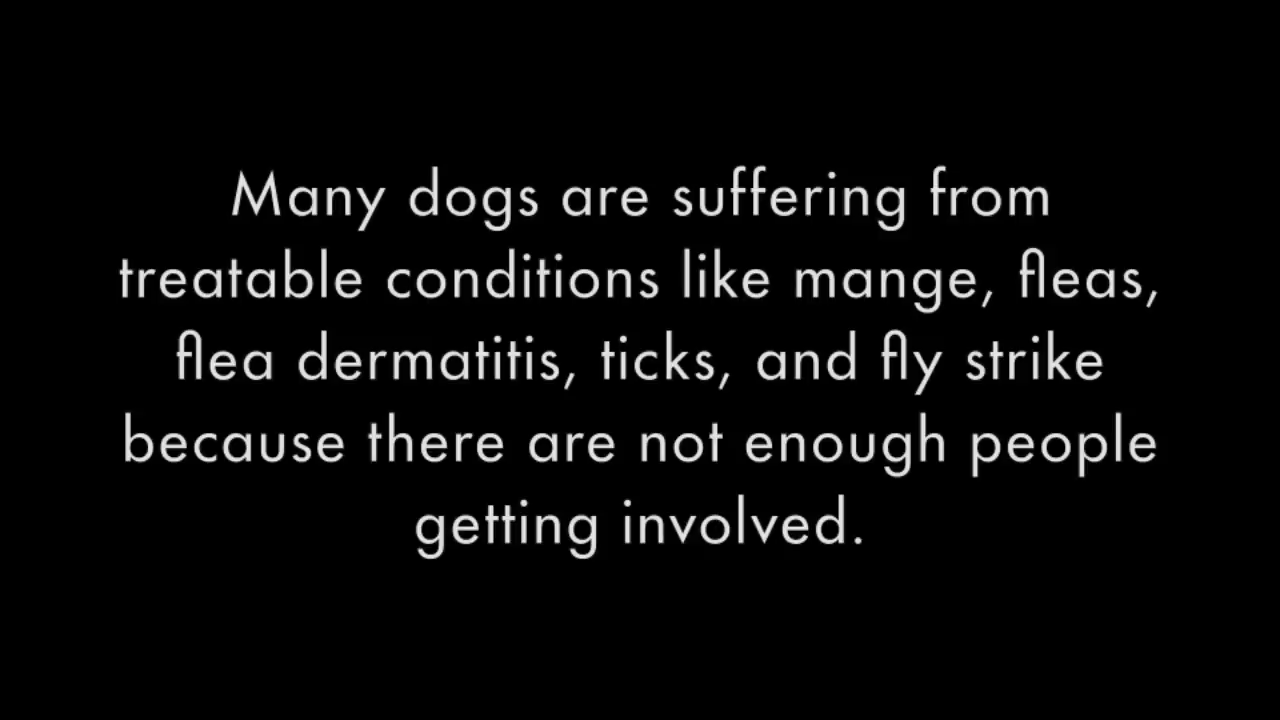 Many dogs are suffering from
treatable conditions like mange, fleas,
flea dermatitis, ticks, and fly strike
because there are not enough people
getting involved.